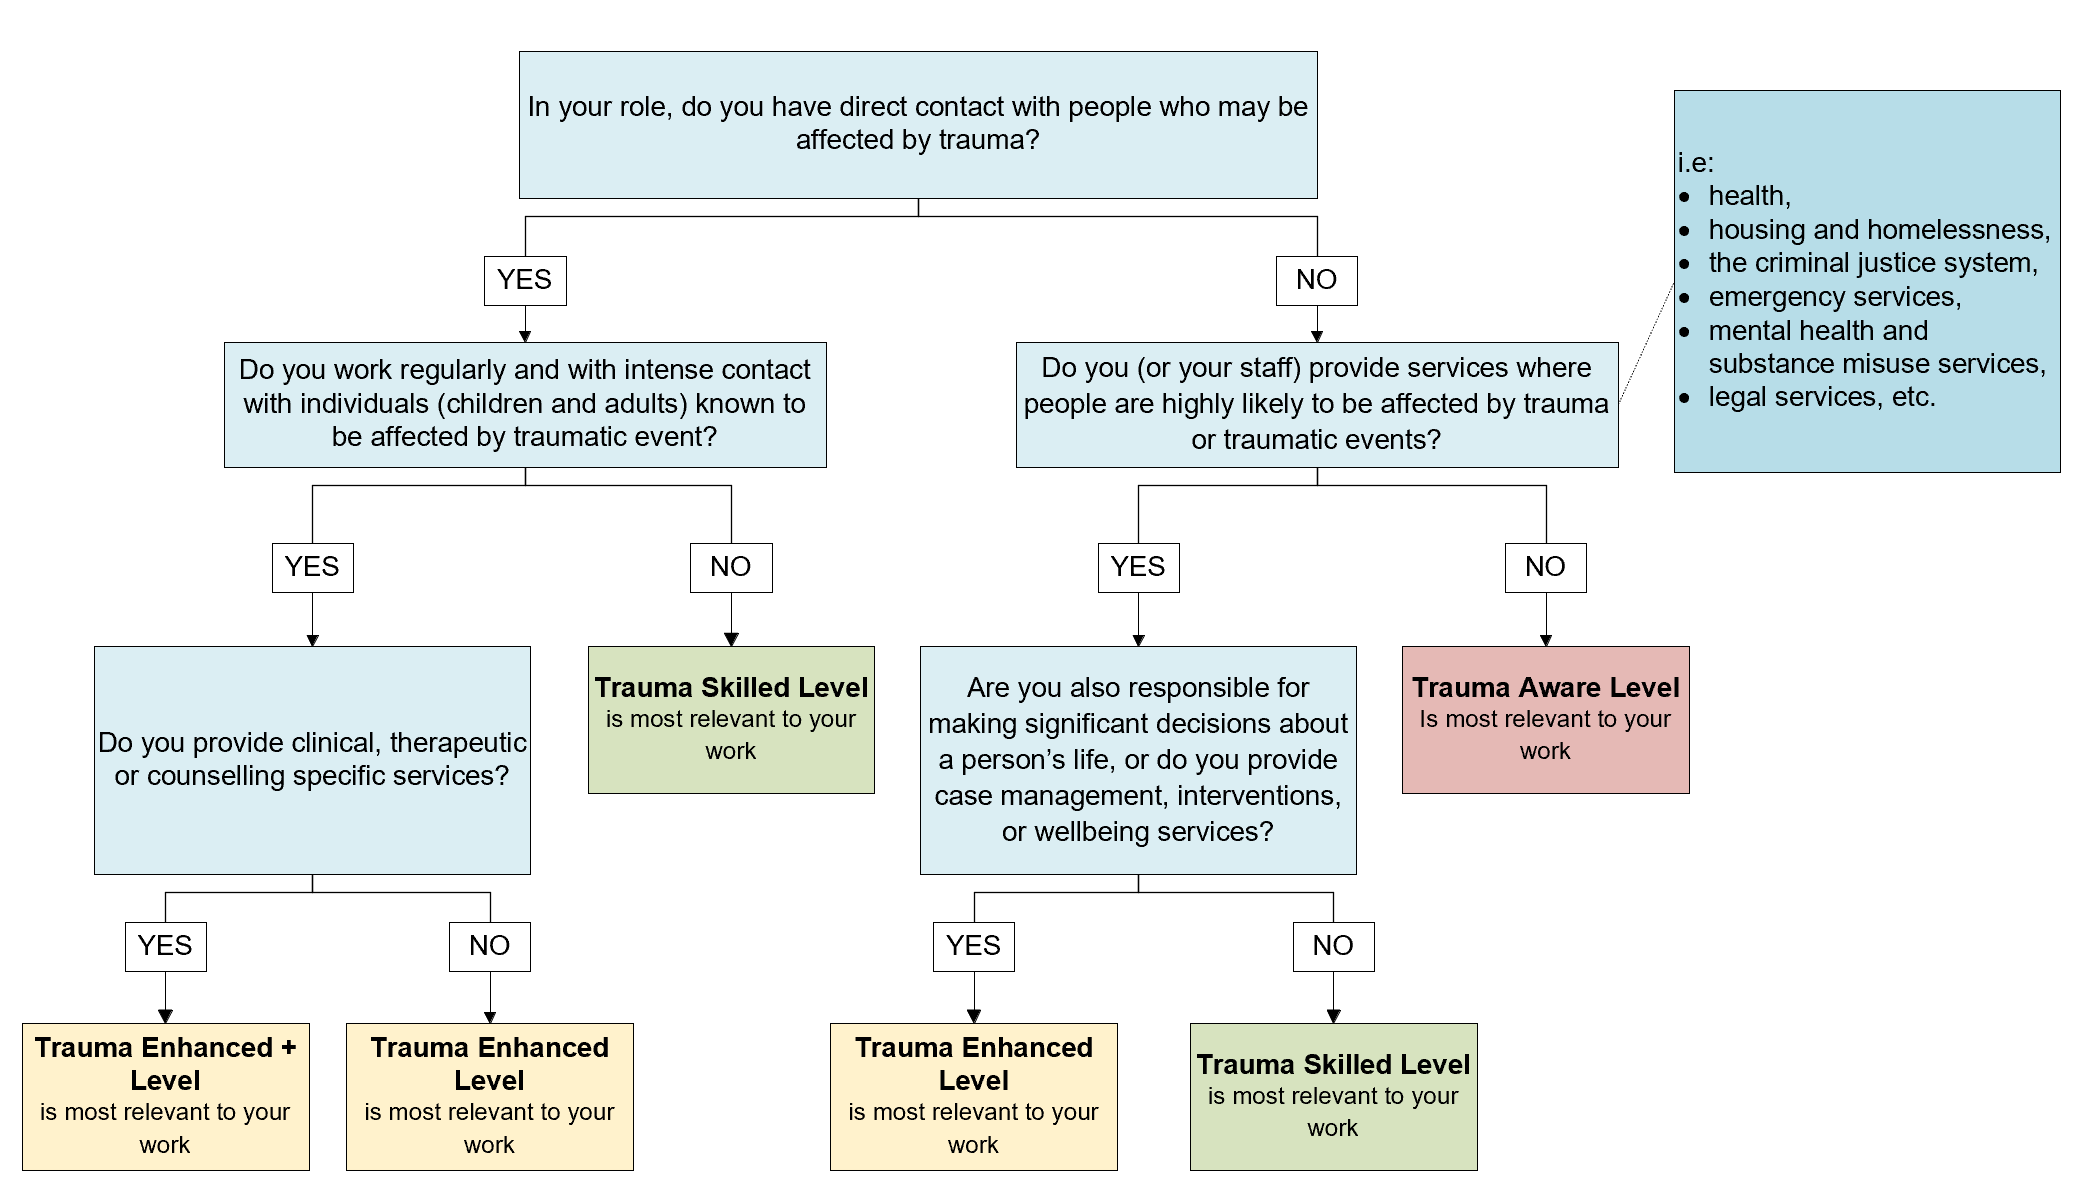 In your role, do you have direct contact with people who may be
affected by trauma?
i.e:
• health,
• housing and homelessness,
• the criminal justice system,
• emergency services,
• mental health and
substance misuse services,
• legal services, etc.
YES
NO
Do you work regularly and with intense contact
with individuals (children and adults) known to
be affected by traumatic event?
Do you (or your staff) provide services where
people are highly likely to be affected by trauma
or traumatic events?
YES
NO
YES
NO
Do you provide clinical, therapeutic
or counselling specific services?
Trauma Skilled Level
is most relevant to your
work
Are you also responsible for
making significant decisions about
a person’s life, or do you provide
case management, interventions,
or wellbeing services?
Trauma Aware Level
Is most relevant to your
work
YES
NO
YES
NO
Trauma Enhanced +
Level
is most relevant to your
work
Trauma Enhanced
Level
is most relevant to your
work
Trauma Enhanced
Level
is most relevant to your
work
Trauma Skilled Level
is most relevant to your
work